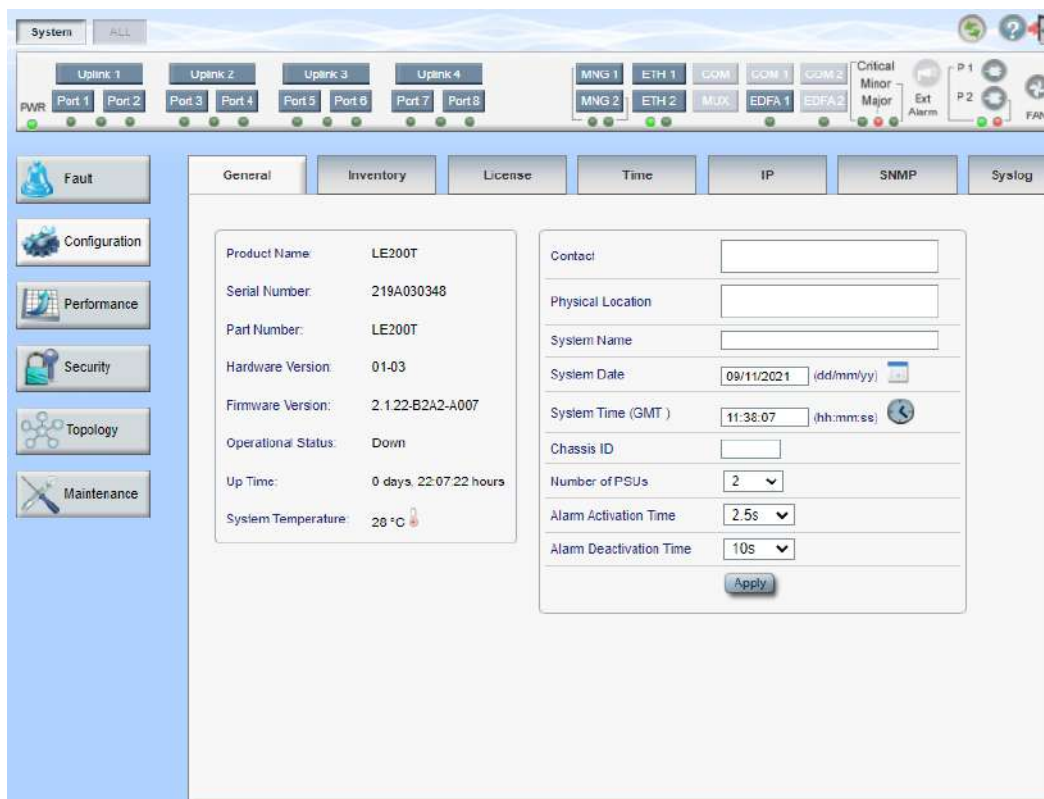 System ALL
Uplink 1 Uplink 2 Uplink 3 Uplink 4 MNG 1 ETH 1 COM COM 1 COM 2 Critical P1
Minor
PWR Port 1 Port 2 Port 3 Port 4 Port 5 Port 6 Port 7 Port 8 MNG 2 ETH 2 MUX EDFA 1 EDFA 2 Major Ext Alarm P2 FAN
Fault
Configuration
Performance
Security
Topology
Maintenance
General Inventory License Time IP SNMP Syslog
Product Name: LE200T
Serial Number: 219A030348
Part Number: LE200T
Hardware Version: 01-03
Firmware Version: 2.1.22-B2A2-A007
Operational Status: Down
Up Time: 0 days, 22:07:22 hours
System Temperature: 28 °C
Contact
Physical Location
System Name
System Date 09/11/2021 (dd/mm/yy)
System Time (GMT ) 11:38:07 (hh:mm:ss)
Chassis ID
Number of PSUs 2
Alarm Activation Time 2.5s
Alarm Deactivation Time 10s
Apply